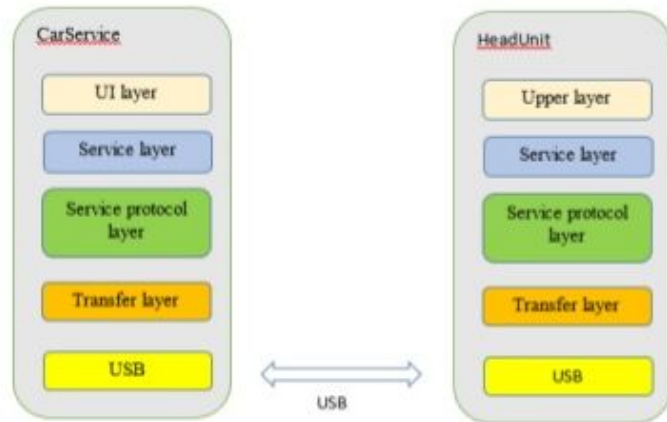 CarService
UI layer
Service layer
Service protocol
layer
Transfer layer
USB
USB
HeadUnit
Upper layer
Service layer
Service protocol
layer
Transfer layer
USB